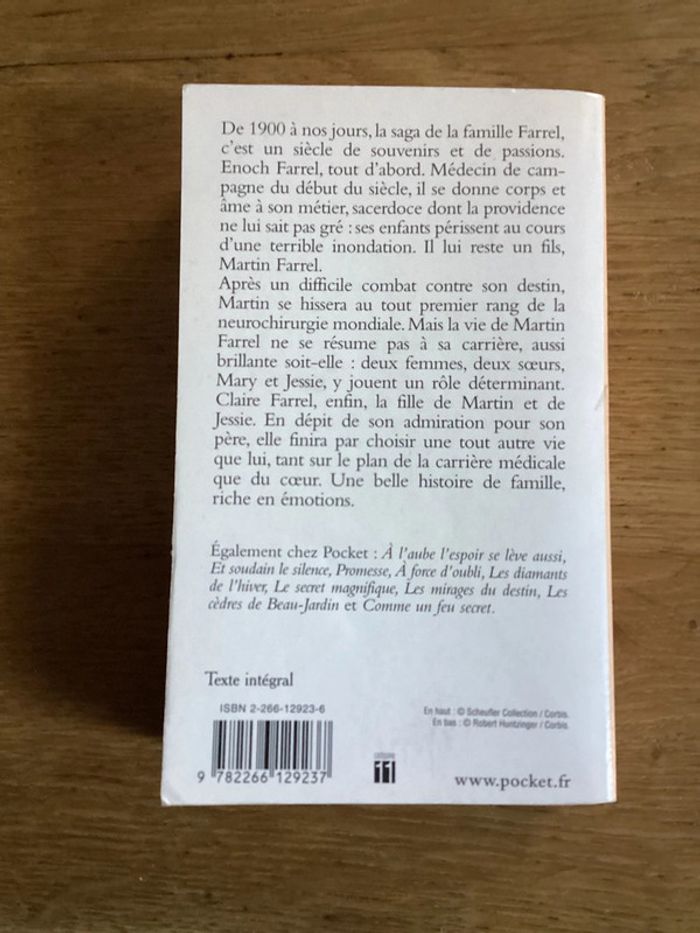 De 1900 à nos jours, la saga de la famille Farrel,
c'est un siècle de souvenirs et de passions.
Enoch Farrel, tout d'abord. Médecin de cam-
pagne du début du siècle, il se donne corps et
âme à son métier, sacerdoce dont la providence
ne lui sait pas gré : ses enfants périssent au cours
d'une terrible inondation. Il lui reste un fils,
Martin Farrel.
Après un difficile combat contre son destin,
Martin se hissera au tout premier rang de la
neurochirurgie mondiale. Mais la vie de Martin
Farrel ne se résume pas à sa carrière, aussi
brillante soit-elle : deux femmes, deux sœurs,
Mary et Jessie, y jouent un rôle déterminant.
Claire Farrel, enfin, la fille de Martin et de
Jessie. En dépit de son admiration pour son
père, elle finira par choisir une tout autre vie
que lui, tant sur le plan de la carrière médicale
que du cœur. Une belle histoire de famille,
riche en émotions.
Également chez Pocket : À l'aube l'espoir se lève aussi,
Et soudain le silence, Promesse, À force d'oubli, Les diamants
de l'hiver, Le secret magnifique, Les mirages du destin, Les
cèdres de Beau-Jardin et Comme un feu secret.
Texte intégral
ISBN 2-266-12923-6
En haut : © Scheufler Collection / Corbis.
En bas : © Robert Huntzinger / Corbis.
9 782266 129237
11
www.pocket.fr